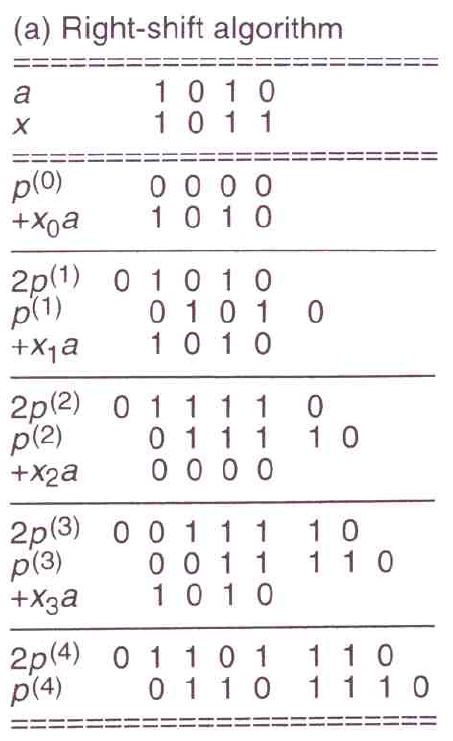 (a) Right-shift algorithm
=======================
a 1 0 1 0
x 1 0 1 1
=======================
p(0) 0 0 0 0
+x₀a 1 0 1 0
2p(1) 0 1 0 1 0
p(1) 0 1 0 1 0
+x₁a 1 0 1 0
2p(2) 0 1 1 1 1 0
p(2) 0 1 1 1 1 0
+x₂a 0 0 0 0
2p(3) 0 0 1 1 1 1 0
p(3) 0 0 1 1 1 1 0
+x₃a 1 0 1 0
2p(4) 0 1 1 0 1 1 1 0
p(4) 0 1 1 0 1 1 1 0
=======================